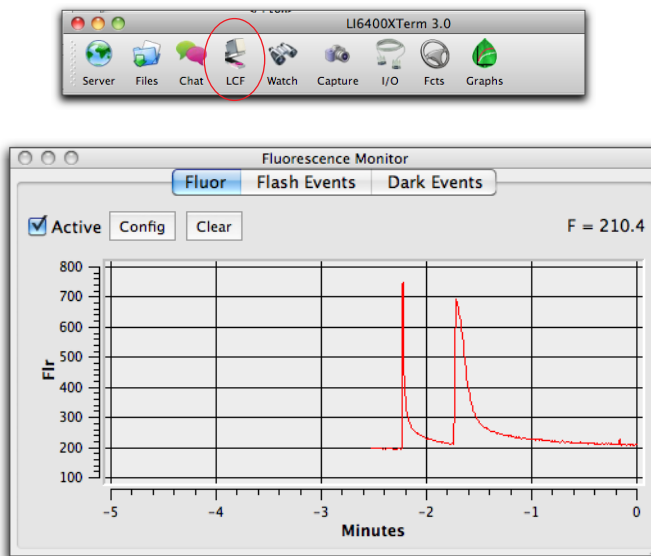 LI6400XTerm 3.0
Server Files Chat LCF Watch Capture I/O Fcts Graphs
Fluorescence Monitor
Fluor Flash Events Dark Events
Active Config Clear F = 210.4
800
700
600
500
400
300
200
100
Flr
-5 -4 -3 -2 -1 0
Minutes